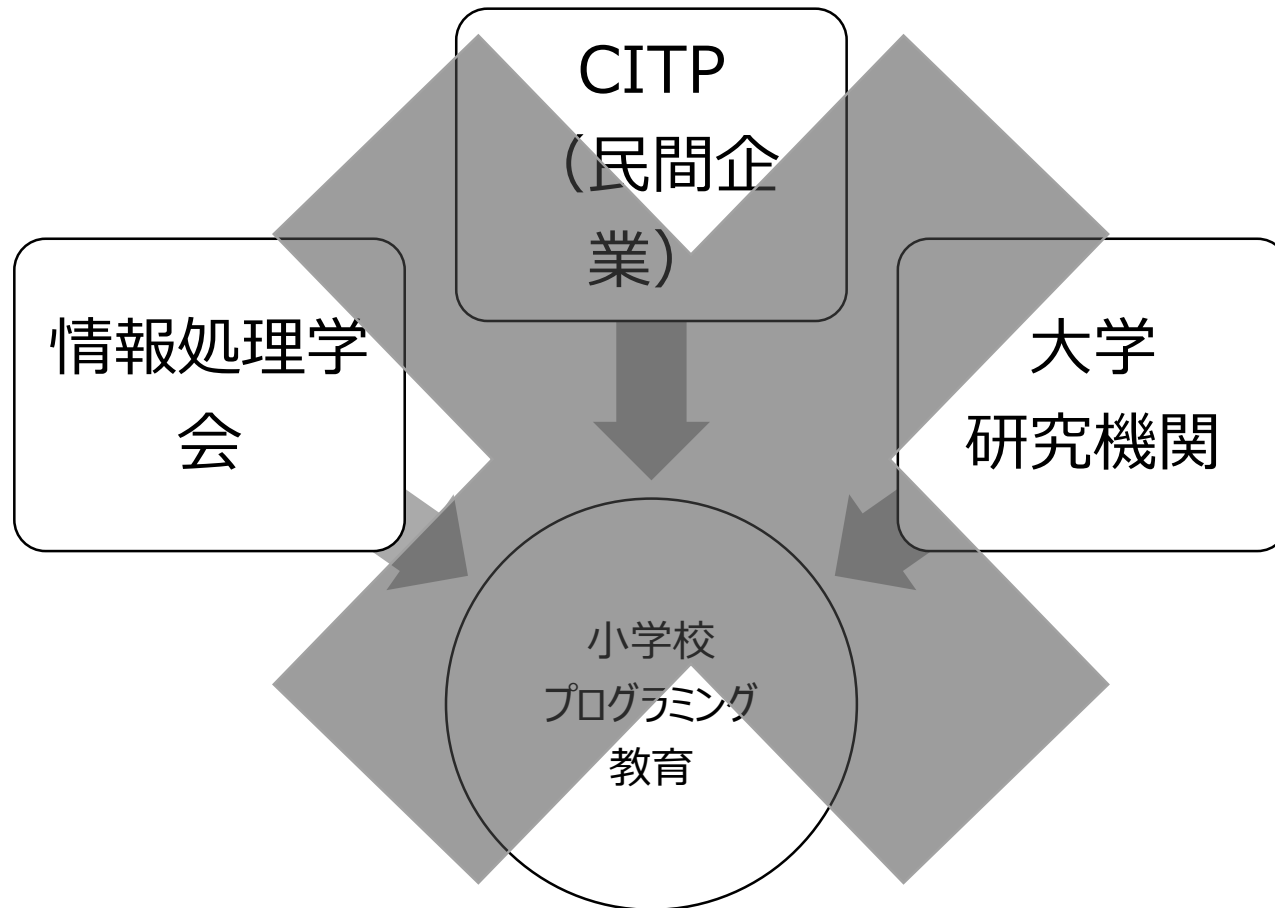 CITP
（民間企
業）
情報処理学
会
大学
研究機関
小学校
プログラミング
教育